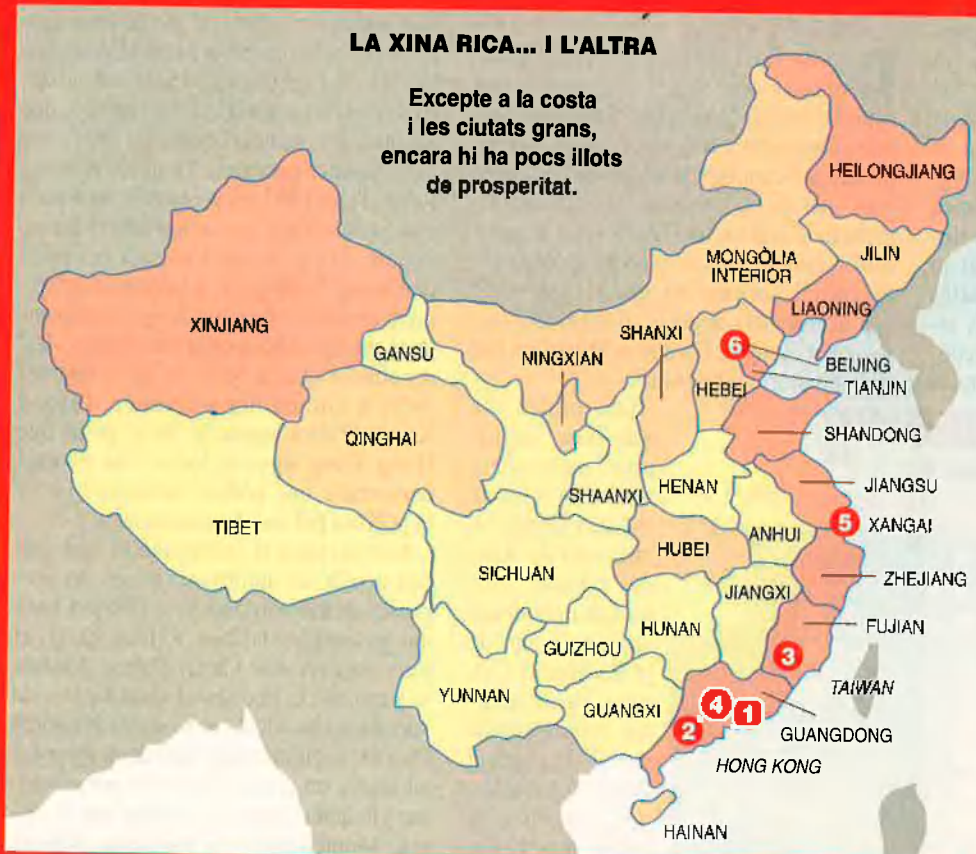 LA XINA RICA... I L'ALTRA
Excepte a la costa
i les ciutats grans,
encara hi ha pocs illots
de prosperitat.
HEILONGJIANG
MONGÒLIA
INTERIOR
JILIN
LIAONING
XINJIANG
GANSU
NINGXIAN
SHANXI
6
BEIJING
TIANJIN
HEBEI
QINGHAI
SHANDONG
SHAANXI
HENAN
JIANGSU
5
XANGAI
TIBET
ANHUI
HUBEI
SICHUAN
ZHEJIANG
JIANGXI
FUJIAN
HUNAN
GUIZHOU
3
TAIWAN
YUNNAN
GUANGXI
4
1
2
GUANGDONG
HONG KONG
HAINAN